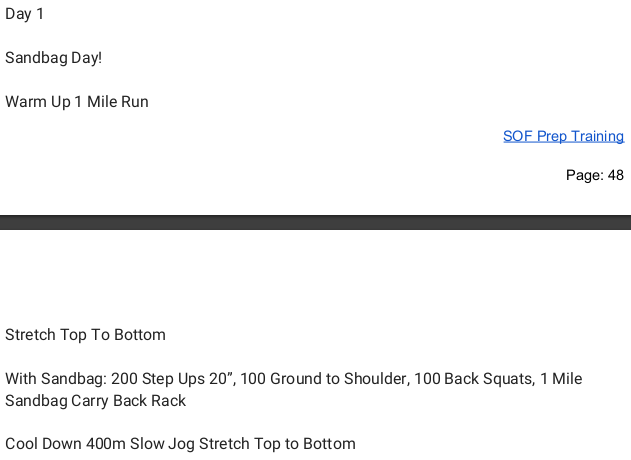 Day 1
Sandbag Day!
Warm Up 1 Mile Run
SOF Prep Training
Page: 48
Stretch Top To Bottom
With Sandbag: 200 Step Ups 20”, 100 Ground to Shoulder, 100 Back Squats, 1 Mile
Sandbag Carry Back Rack
Cool Down 400m Slow Jog Stretch Top to Bottom